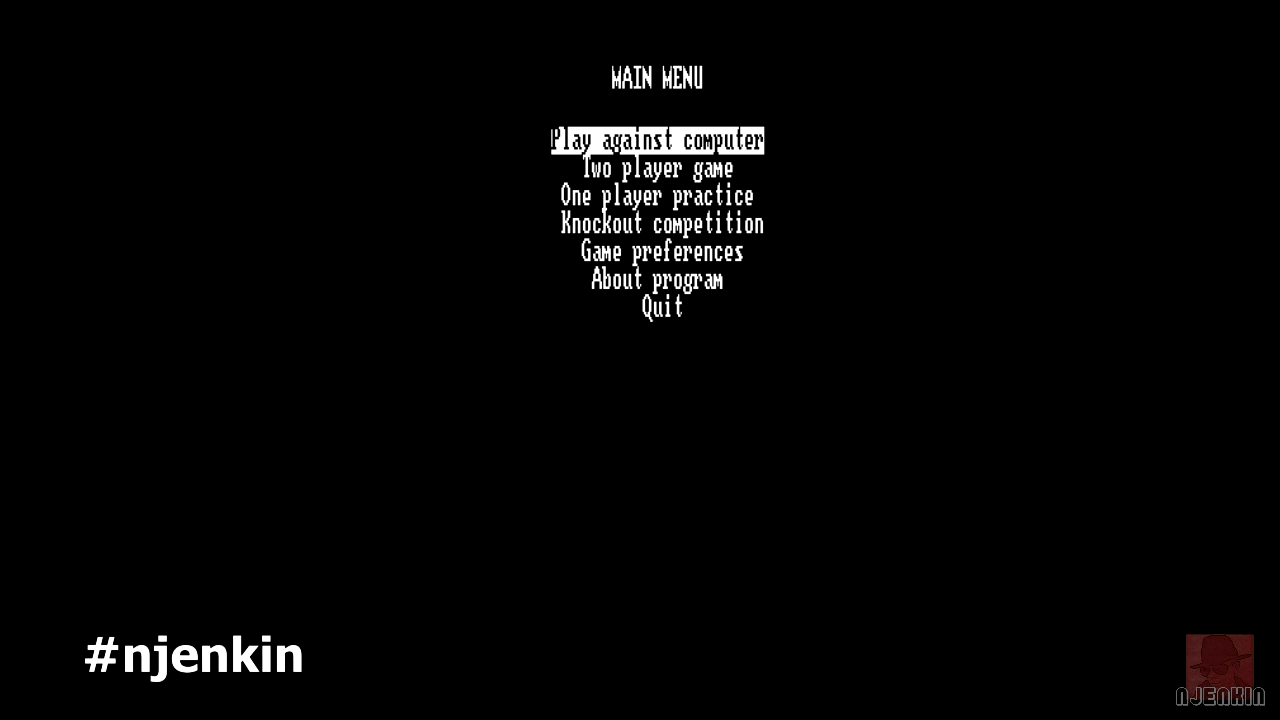 MAIN MENU
Play against computer
Two player game
One player practice
Knockout competition
Game preferences
About program
Quit
#njenkin
NJENKIN